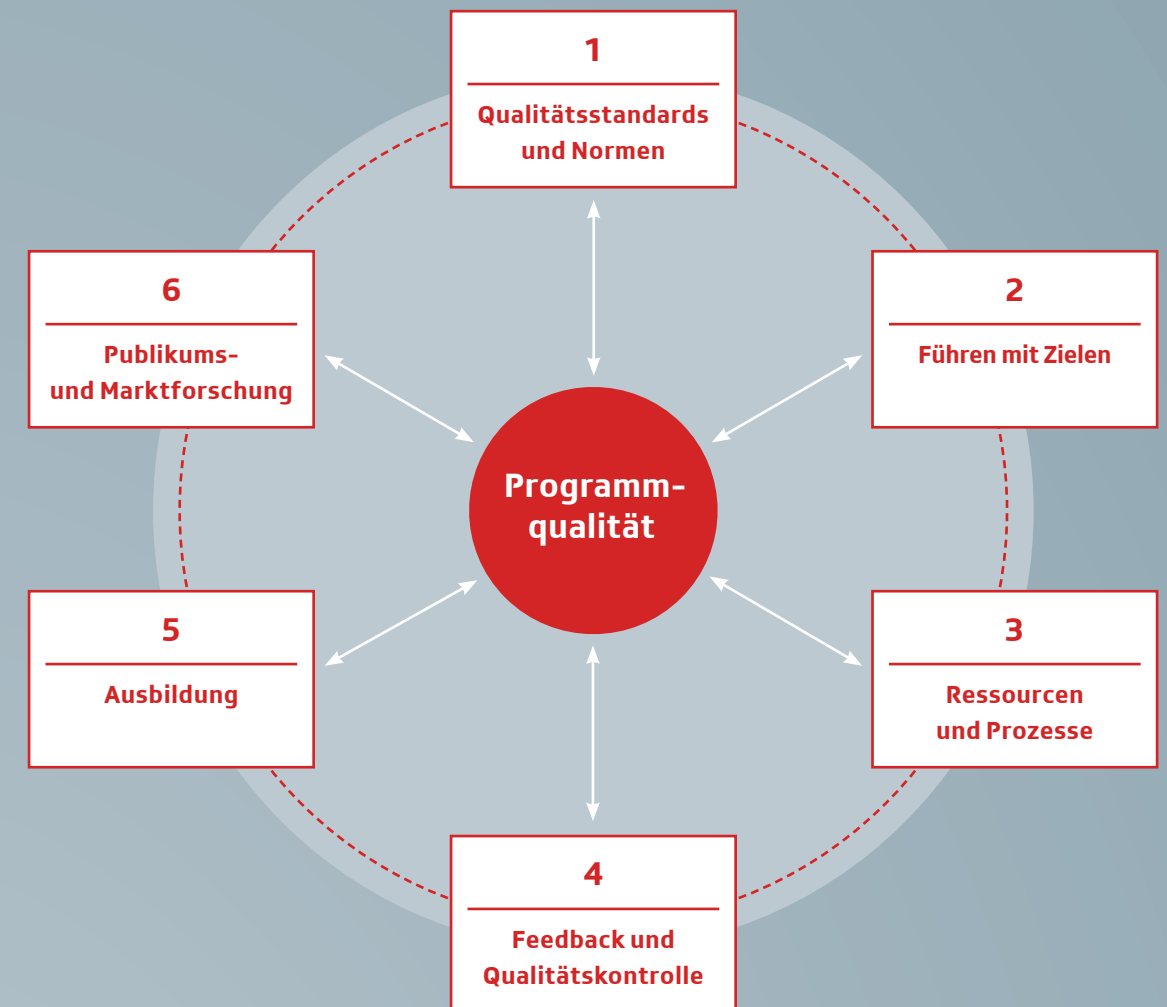 1
Qualitätsstandards
und Normen
2
Führen mit Zielen
3
Ressourcen
und Prozesse
4
Feedback und
Qualitätskontrolle
5
Ausbildung
6
Publikums-
und Marktforschung
Programm-
qualität